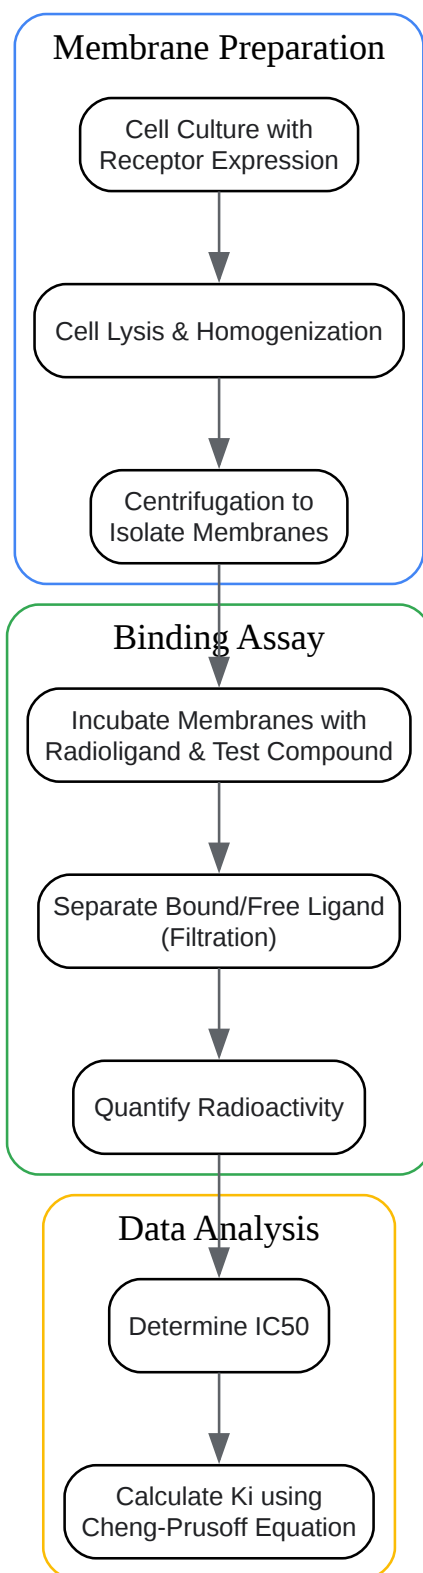 Membrane Preparation
Cell Culture with
Receptor Expression
Cell Lysis & Homogenization
Centrifugation to
Isolate Membranes
Binding Assay
Incubate Membranes with
Radioligand & Test Compound
Separate Bound/Free Ligand
(Filtration)
Quantify Radioactivity
Data Analysis
Determine IC50
Calculate Ki using
Cheng-Prusoff Equation